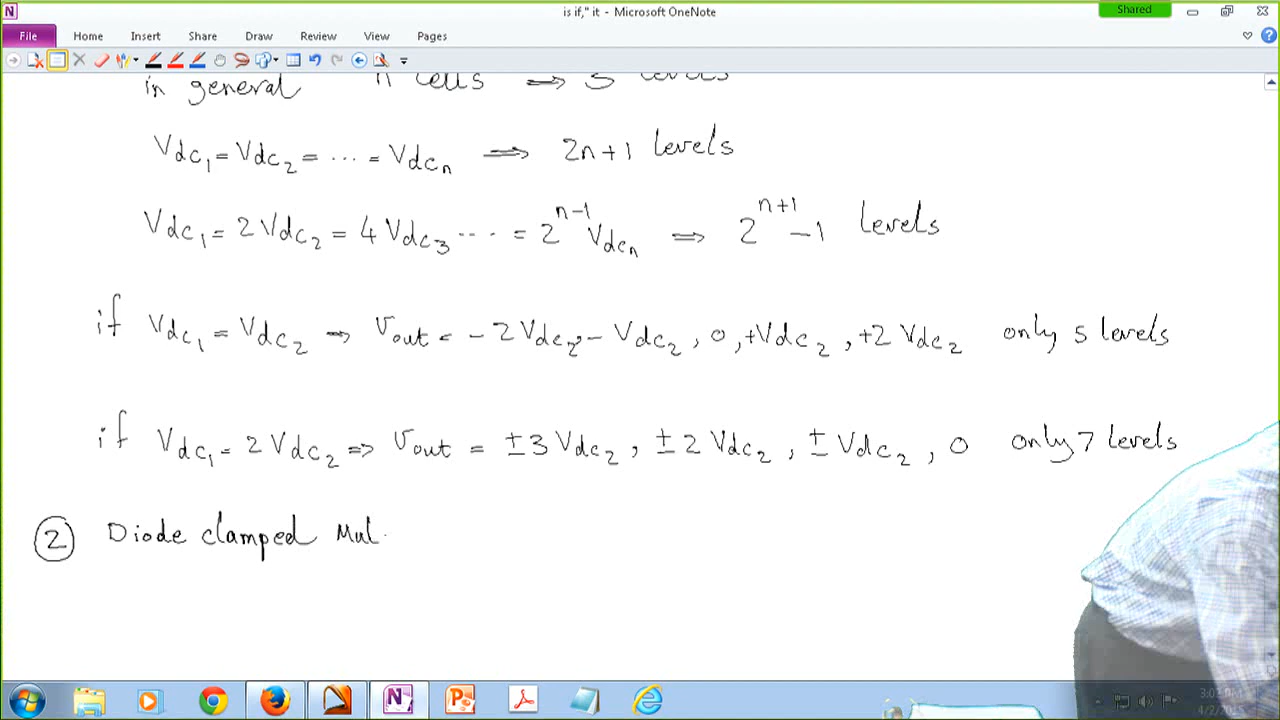 is if," it - Microsoft OneNote
Shared
File Home Insert Share Draw Review View Pages
in general n cells ⇒ 5 levels
Vdc₁ = Vdc₂ = ··· = Vdcₙ ⇒ 2n+1 levels
Vdc₁ = 2Vdc₂ = 4Vdc₃ ···· = 2ⁿ⁻¹ Vdcₙ ⇒ 2ⁿ⁺¹ −1 levels
if Vdc₁ = Vdc₂ ⇒ Vout = −2Vdc₂, −Vdc₂, 0, +Vdc₂, +2Vdc₂ only 5 levels
if Vdc₁ = 2Vdc₂ ⇒ Vout = ±3Vdc₂, ±2Vdc₂, ±Vdc₂, 0 only 7 levels
② Diode clamped Mul